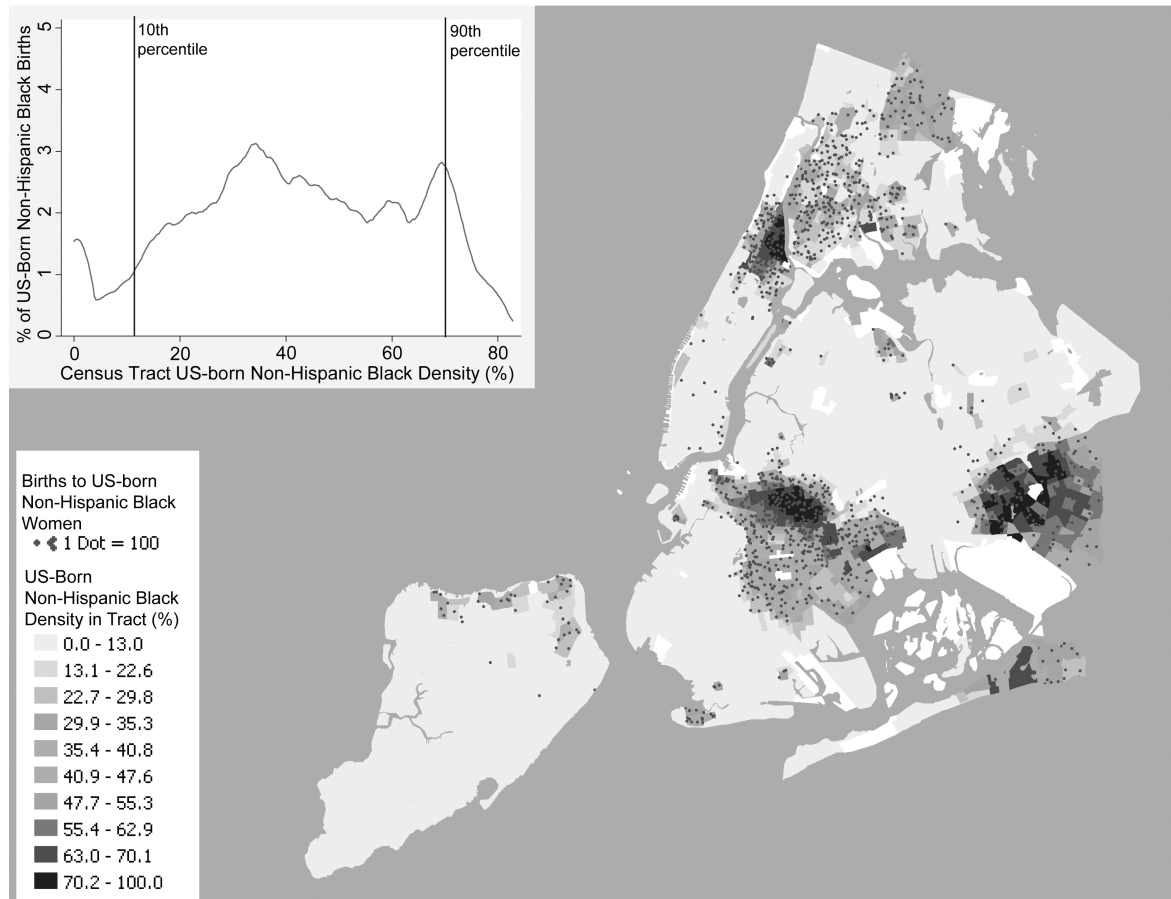 % of US-Born Non-Hispanic Black Births
5
4
3
2
1
0
10th
percentile
90th
percentile
0 20 40 60 80
Census Tract US-born Non-Hispanic Black Density (%)
Births to US-born
Non-Hispanic Black
Women
1 Dot = 100
US-Born
Non-Hispanic Black
Density in Tract (%)
0.0 - 13.0
13.1 - 22.6
22.7 - 29.8
29.9 - 35.3
35.4 - 40.8
40.9 - 47.6
47.7 - 55.3
55.4 - 62.9
63.0 - 70.1
70.2 - 100.0